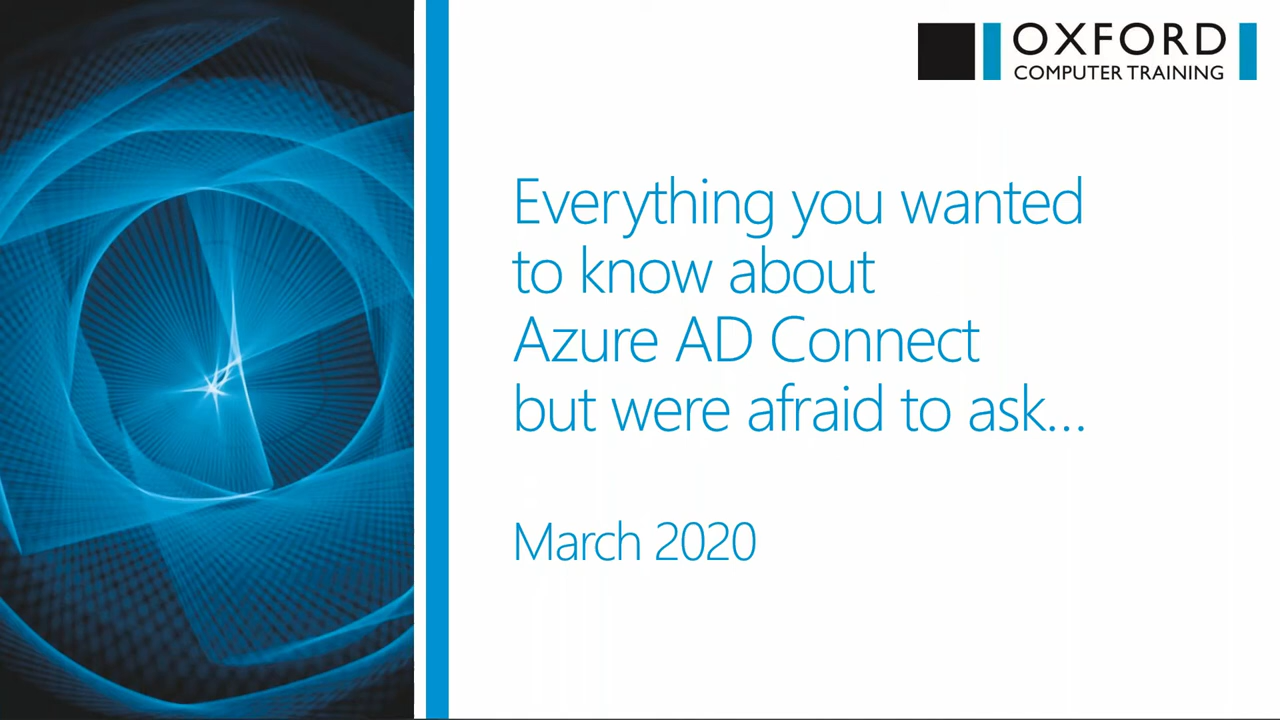 OXFORD
COMPUTER TRAINING
Everything you wanted
to know about
Azure AD Connect
but were afraid to ask...
March 2020